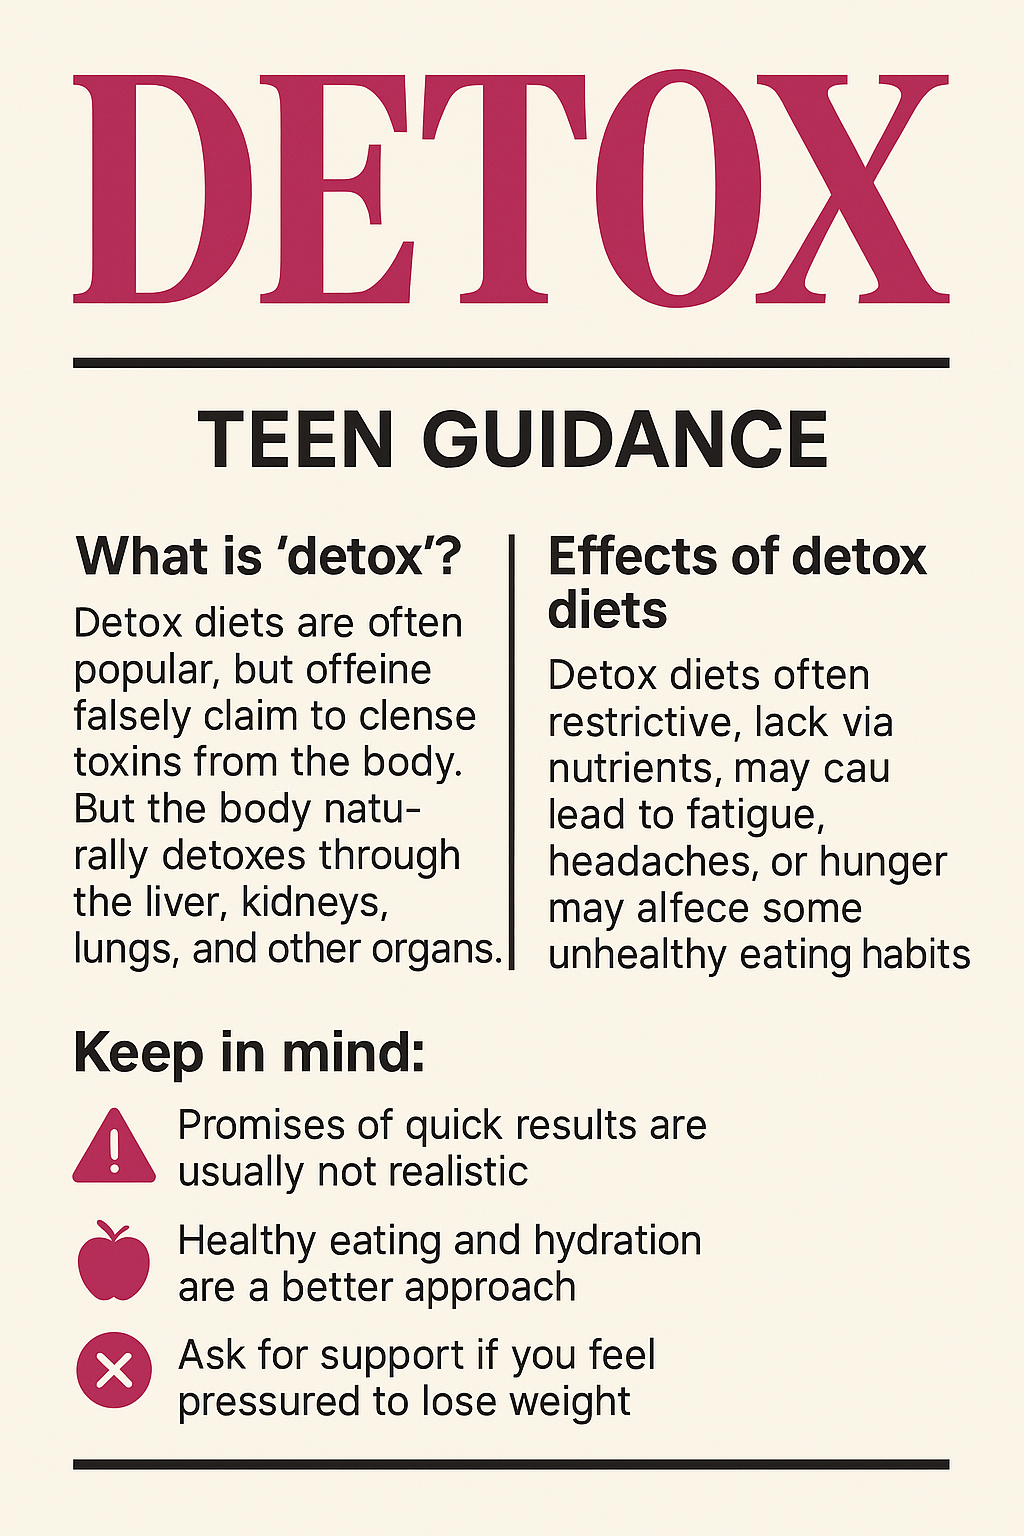 DETOX
TEEN GUIDANCE
What is ‘detox’?
Detox diets are often
popular, but offeine
falsely claim to clense
toxins from the body.
But the body natu-
rally detoxes through
the liver, kidneys,
lungs, and other organs.
Effects of detox
diets
Detox diets often
restrictive, lack via
nutrients, may cau
lead to fatigue,
headaches, or hunger
may alfece some
unhealthy eating habits
Keep in mind:
Promises of quick results are
usually not realistic
Healthy eating and hydration
are a better approach
Ask for support if you feel
pressured to lose weight